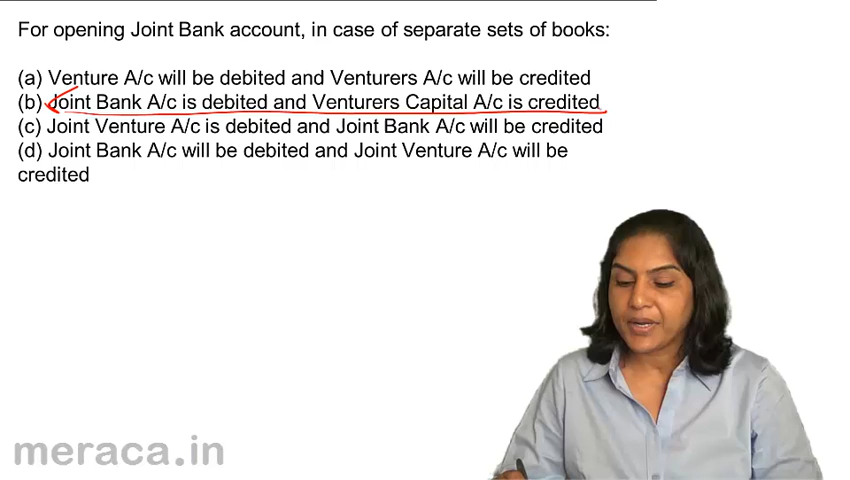 For opening Joint Bank account, in case of separate sets of books:
(a) Venture A/c will be debited and Venturers A/c will be credited
(b) Joint Bank A/c is debited and Venturers Capital A/c is credited
(c) Joint Venture A/c is debited and Joint Bank A/c will be credited
(d) Joint Bank A/c will be debited and Joint Venture A/c will be
credited
meraca.in